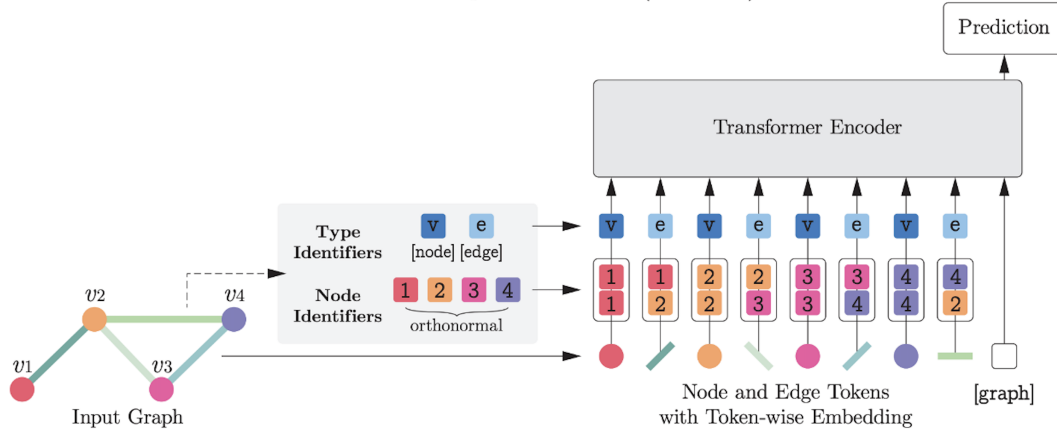 Prediction
Transformer Encoder
Type
Identifiers
v e
[node] [edge]
Node
Identifiers
1 2 3 4
orthonormal
v e v e v e v e
1 1 2 2 3 3 4 4
1 2 2 3 3 4 4 2
v1
v2
v3
v4
Input Graph
Node and Edge Tokens
with Token-wise Embedding
[graph]